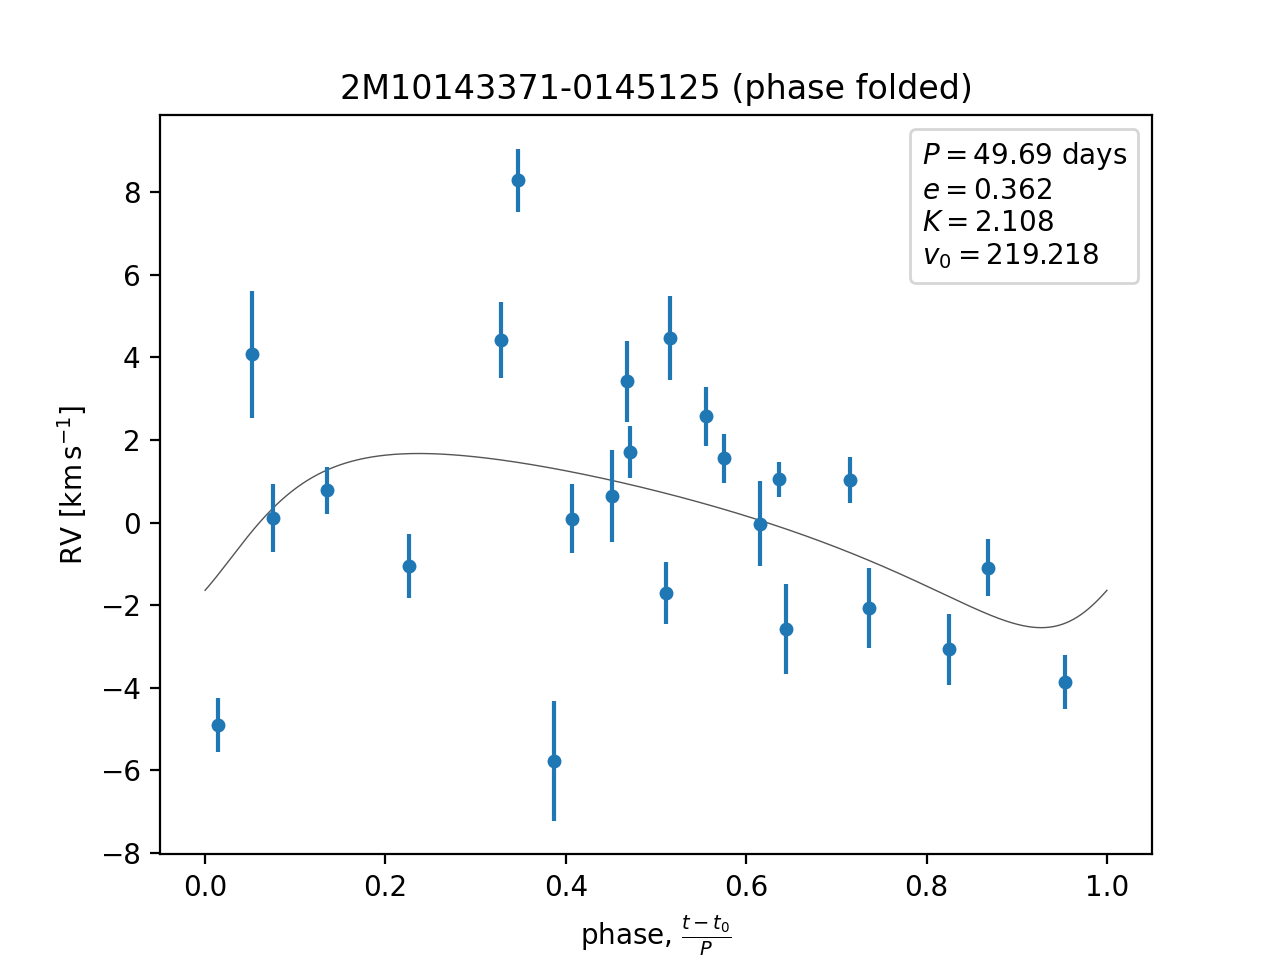 2M10143371-0145125 (phase folded)
P = 49.69 days
e = 0.362
K = 2.108
v₀ = 219.218
RV [km s⁻¹]
8
6
4
2
0
−2
−4
−6
−8
0.0 0.2 0.4 0.6 0.8 1.0
phase, (t − t₀)/P